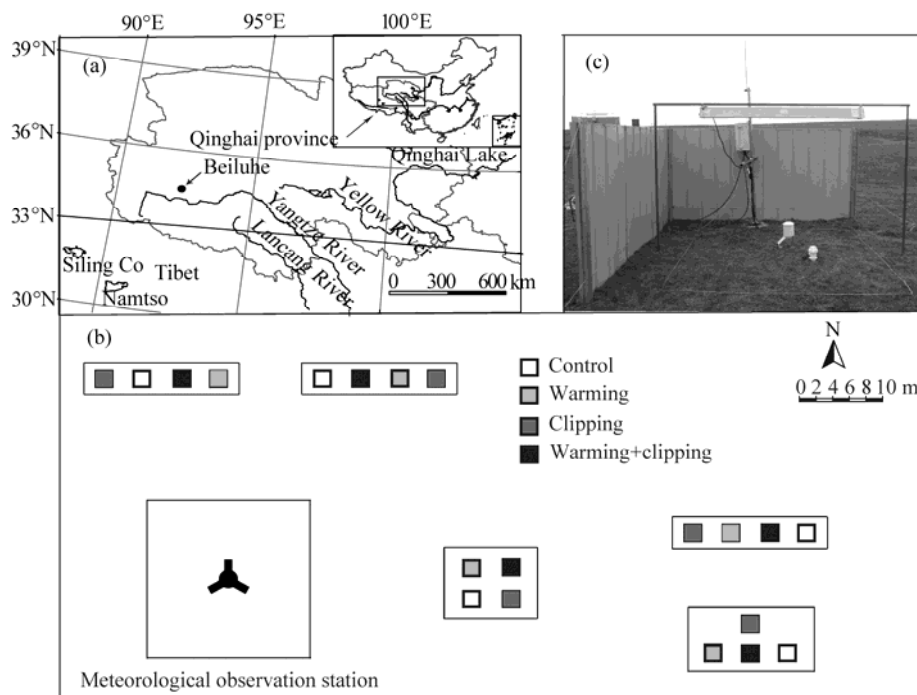 90°E 95°E 100°E
39°N
36°N
33°N
30°N
(a)
Qinghai province
Qinghai Lake
Beiluhe
Yellow River
Yangtze River
Lancang River
Siling Co
Tibet
Namtso
0 300 600
km
(c)
(b)
Control
Warming
Clipping
Warming+clipping
N
0 2 4 6 8 10 m
Meteorological observation station